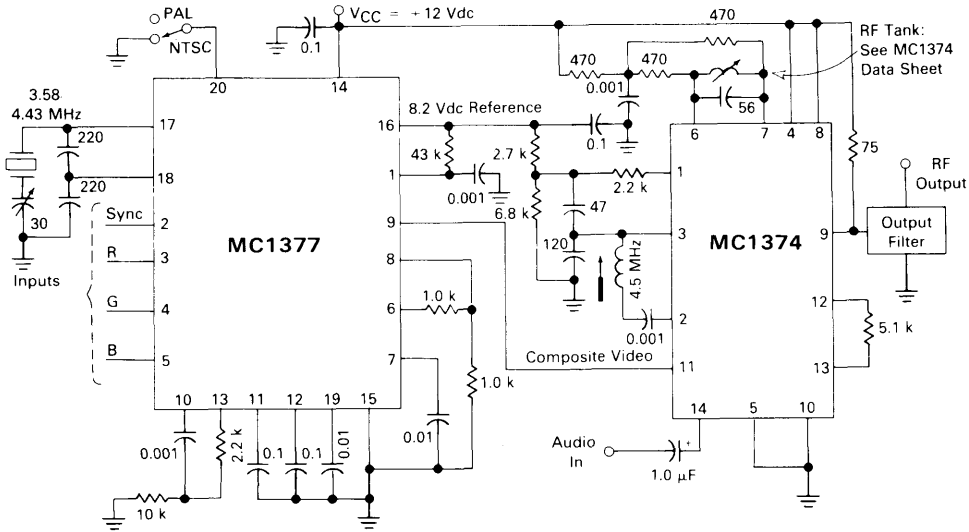 PAL
NTSC
VCC = +12 Vdc
0.1
470
RF Tank:
See MC1374
Data Sheet
20
14
470
470
0.001
56
3.58-
4.43 MHz
220
220
30
17
18
Sync
2
R
3
G
4
B
5
Inputs
MC1377
16
8.2 Vdc Reference
43 k
1
0.001
9
8
6
1.0 k
7
1.0 k
0.01
2.7 k
0.1
6.8 k
2.2 k
47
120
4.5 MHz
0.001
Composite Video
6
7
4
8
75
RF
Output
1
3
2
11
MC1374
9
Output
Filter
12
5.1 k
13
10
13
11
12
19
15
0.001
2.2 k
0.1
0.1
0.01
10 k
14
5
10
Audio
In
+
1.0 µF